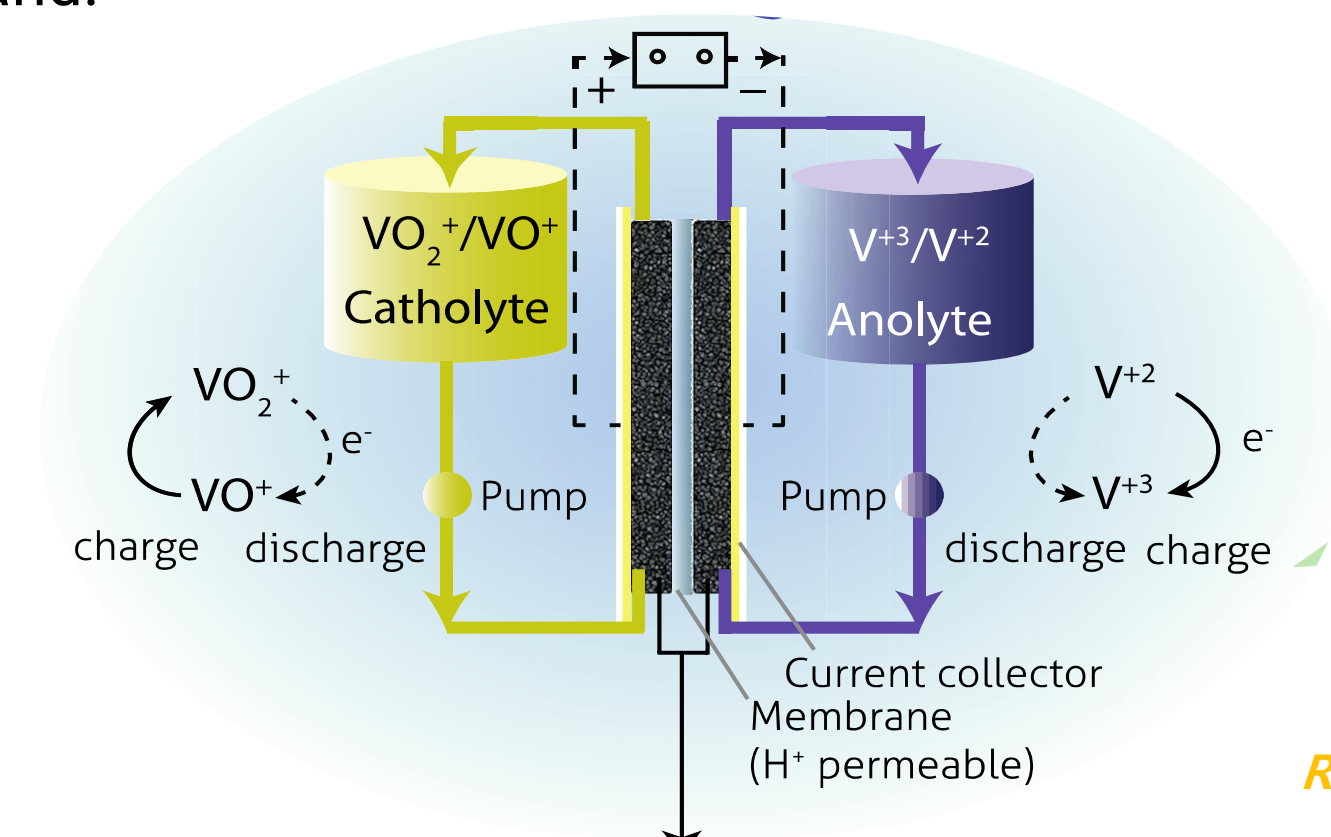 +
−
VO₂⁺/VO⁺
Catholyte
V⁺³/V⁺²
Anolyte
VO₂⁺
e⁻
VO⁺
charge
discharge
Pump
Pump
V⁺²
e⁻
V⁺³
discharge
charge
Current collector
Membrane
(H⁺ permeable)